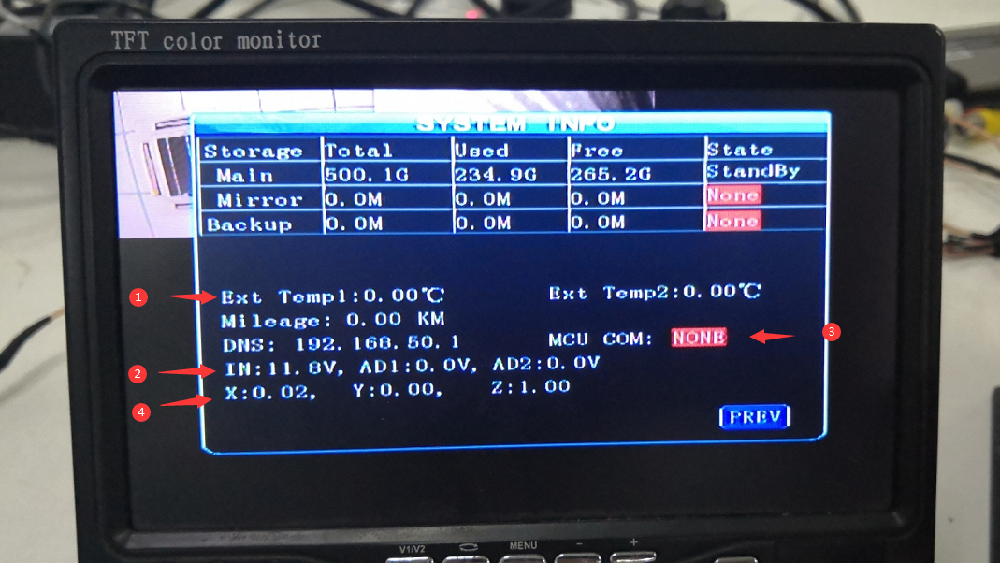 TFT color monitor
SYSTEM INFO
Storage Total Used Free State
Main 500.1G 234.9G 265.2G StandBy
Mirror 0.0M 0.0M 0.0M None
Backup 0.0M 0.0M 0.0M None
1 Ext Temp1:0.00℃ Ext Temp2:0.00℃
Mileage: 0.00 KM
DNS: 192.168.50.1 MCU COM: NONE 3
2 IN:11.8V, AD1:0.0V, AD2:0.0V
4 X:0.02, Y:0.00, Z:1.00
PREV
V1/V2 MENU - +